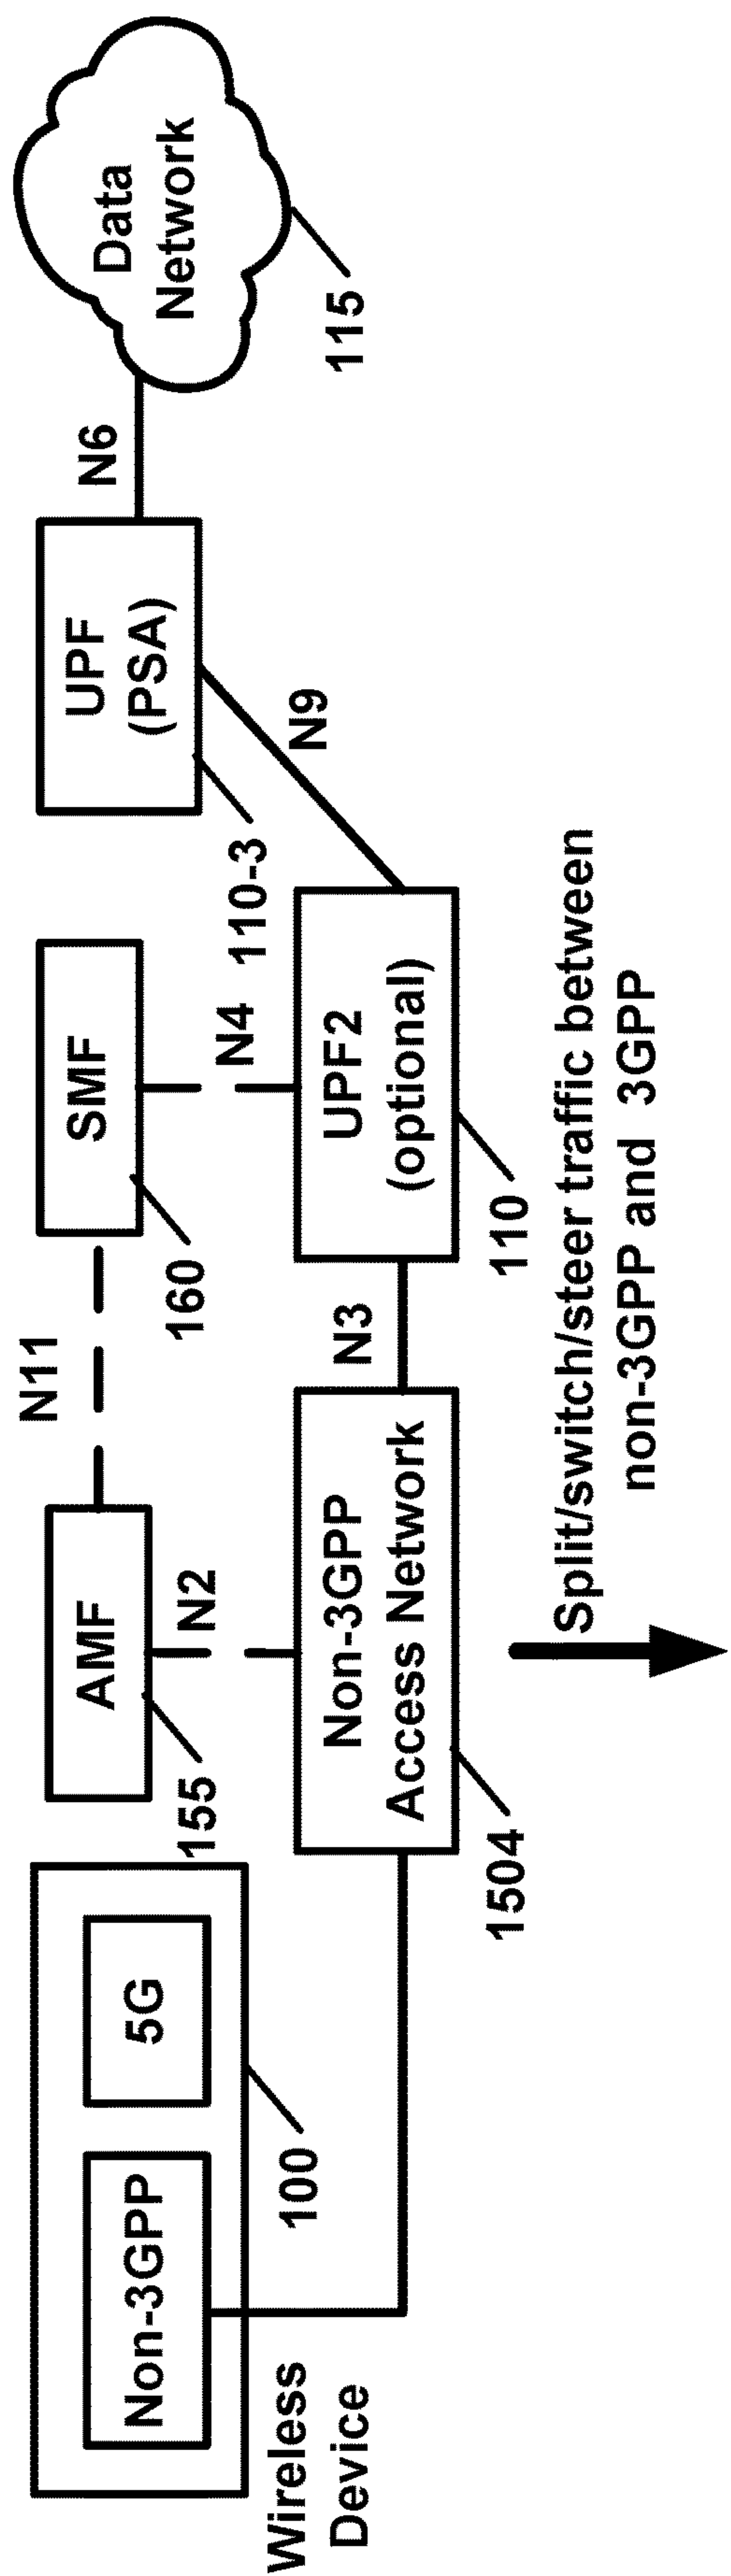 Non-3GPP
5G
100
Wireless
Device
AMF
155
N2
N11
SMF
160
N4
UPF
(PSA)
110-3
N6
Data
Network
115
N9
Non-3GPP
Access Network
1504
N3
UPF2
(optional)
110
Split/switch/steer traffic between
non-3GPP and 3GPP